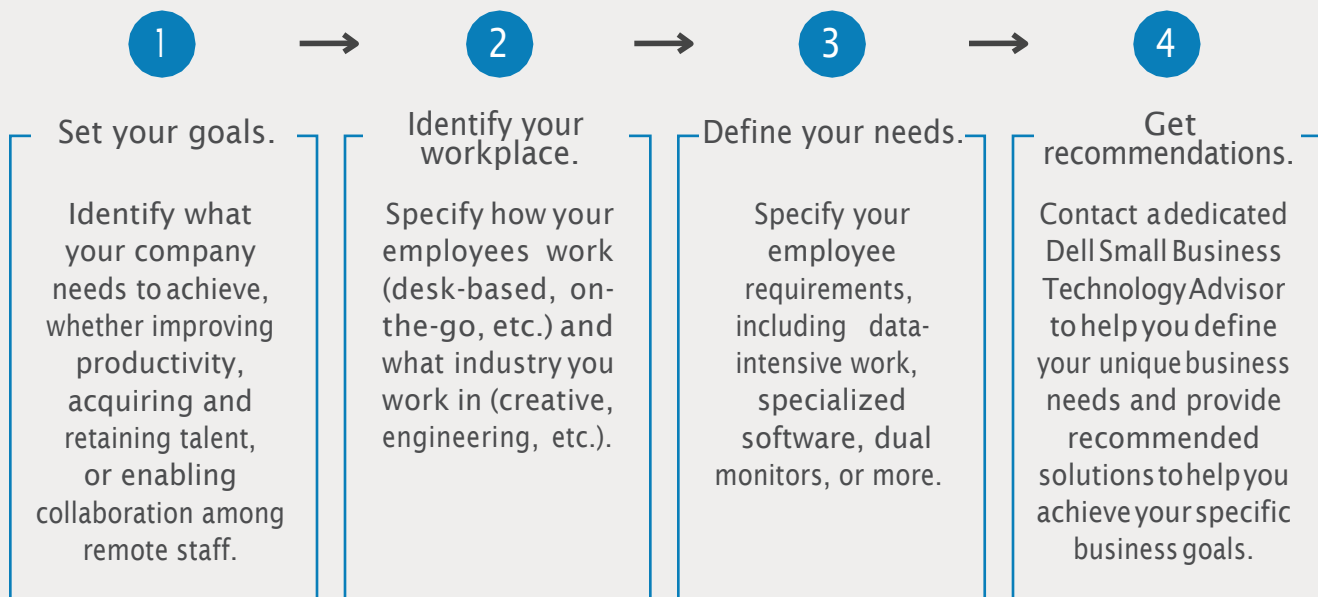 1
2
3
4
Set your goals.
Identify what
your company
needs to achieve,
whether improving
productivity,
acquiring and
retaining talent,
or enabling
collaboration among
remote staff.
Identify your
workplace.
Specify how your
employees work
(desk-based, on-
the-go, etc.) and
what industry you
work in (creative,
engineering, etc.).
Define your needs.
Specify your
employee
requirements,
including data-
intensive work,
specialized
software, dual
monitors, or more.
Get
recommendations.
Contact a dedicated
Dell Small Business
Technology Advisor
to help you define
your unique business
needs and provide
recommended
solutions to help you
achieve your specific
business goals.